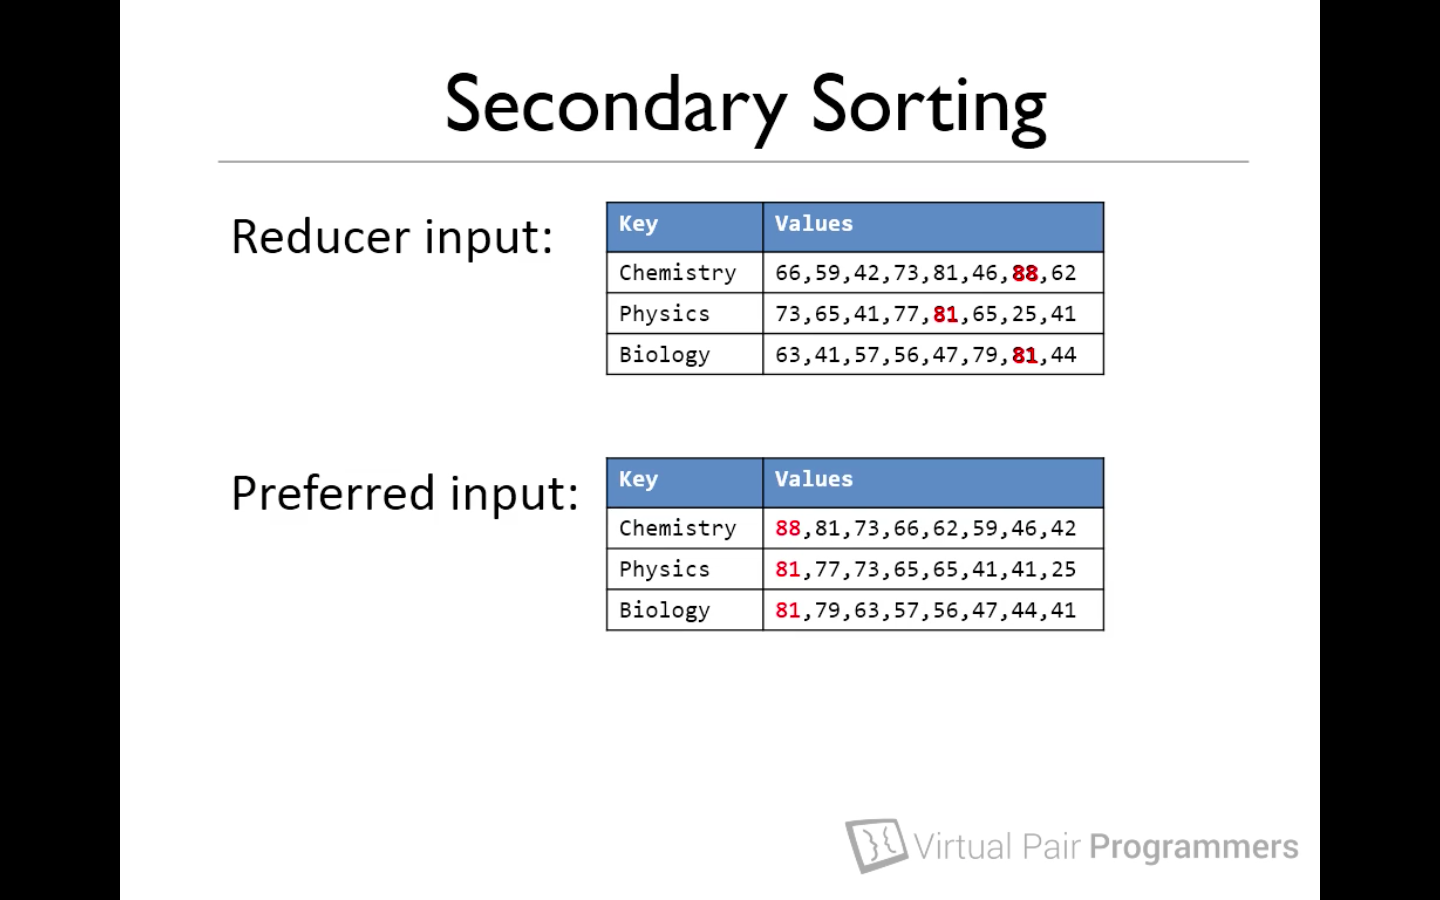 Secondary Sorting
Reducer input:
Key Values
Chemistry 66,59,42,73,81,46,88,62
Physics 73,65,41,77,81,65,25,41
Biology 63,41,57,56,47,79,81,44
Preferred input:
Key Values
Chemistry 88,81,73,66,62,59,46,42
Physics 81,77,73,65,65,41,41,25
Biology 81,79,63,57,56,47,44,41
Virtual Pair Programmers